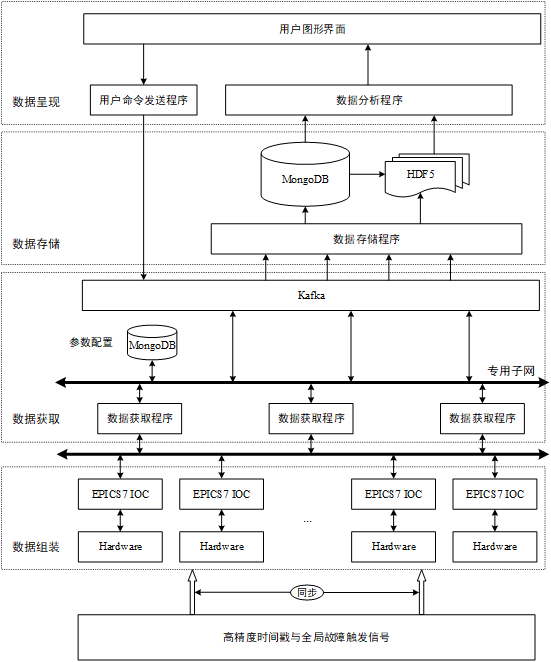 用户图形界面
数据呈现
用户命令发送程序
数据分析程序
MongoDB
HDF5
数据存储
数据存储程序
Kafka
参数配置
MongoDB
专用子网
数据获取
数据获取程序
数据获取程序
数据获取程序
EPICS7 IOC
EPICS7 IOC
EPICS7 IOC
EPICS7 IOC
...
数据组装
Hardware
Hardware
Hardware
Hardware
同步
高精度时间戳与全局故障触发信号